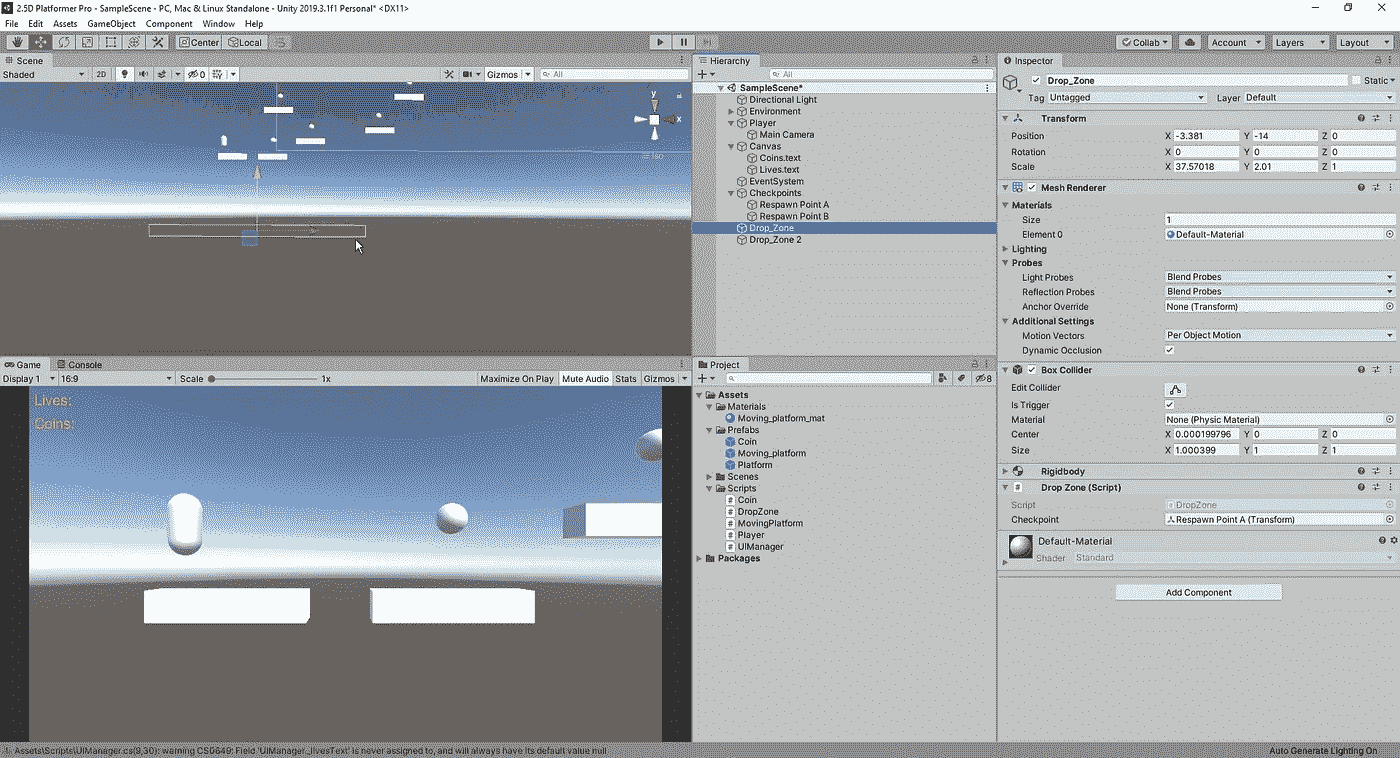 2.5D Platformer Pro - SampleScene - PC, Mac & Linux Standalone - Unity 2019.3.1f1 Personal* <DX11>
File Edit Assets GameObject Component Window Help
Center Local Collab Account Layers Layout
Scene
Shaded 2D 0 Gizmos All
y
x
Hierarchy
All
SampleScene*
Directional Light
Environment
Player
Main Camera
Canvas
Coins.text
Lives.text
EventSystem
Checkpoints
Respawn Point A
Respawn Point B
Drop_Zone
Drop_Zone 2
Inspector
Drop_Zone Static
Tag Untagged Layer Default
Transform
Position X -3.381 Y -14 Z 0
Rotation X 0 Y 0 Z 0
Scale X 37.57018 Y 2.01 Z 1
Mesh Renderer
Materials
Size 1
Element 0 Default-Material
Lighting
Probes
Light Probes Blend Probes
Reflection Probes Blend Probes
Anchor Override None (Transform)
Additional Settings
Motion Vectors Per Object Motion
Dynamic Occlusion
Box Collider
Edit Collider
Is Trigger
Material None (Physic Material)
Center X 0.000199796 Y 0 Z 0
Size X 1.000399 Y 1 Z 1
Rigidbody
Drop Zone (Script)
Script DropZone
Checkpoint Respawn Point A (Transform)
Default-Material
Shader Standard
Add Component
Game Console
Display 1 16:9 Scale 1x Maximize On Play Mute Audio Stats Gizmos
Lives:
Coins:
Project
8
Assets
Materials
Moving_platform_mat
Prefabs
Coin
Moving_platform
Platform
Scenes
Scripts
Coin
DropZone
MovingPlatform
Player
UIManager
Packages
Assets\Scripts\UIManager.cs(9,30): warning CS0649: Field 'UIManager._livesText' is never assigned to, and will always have its default value null
Auto Generate Lighting On